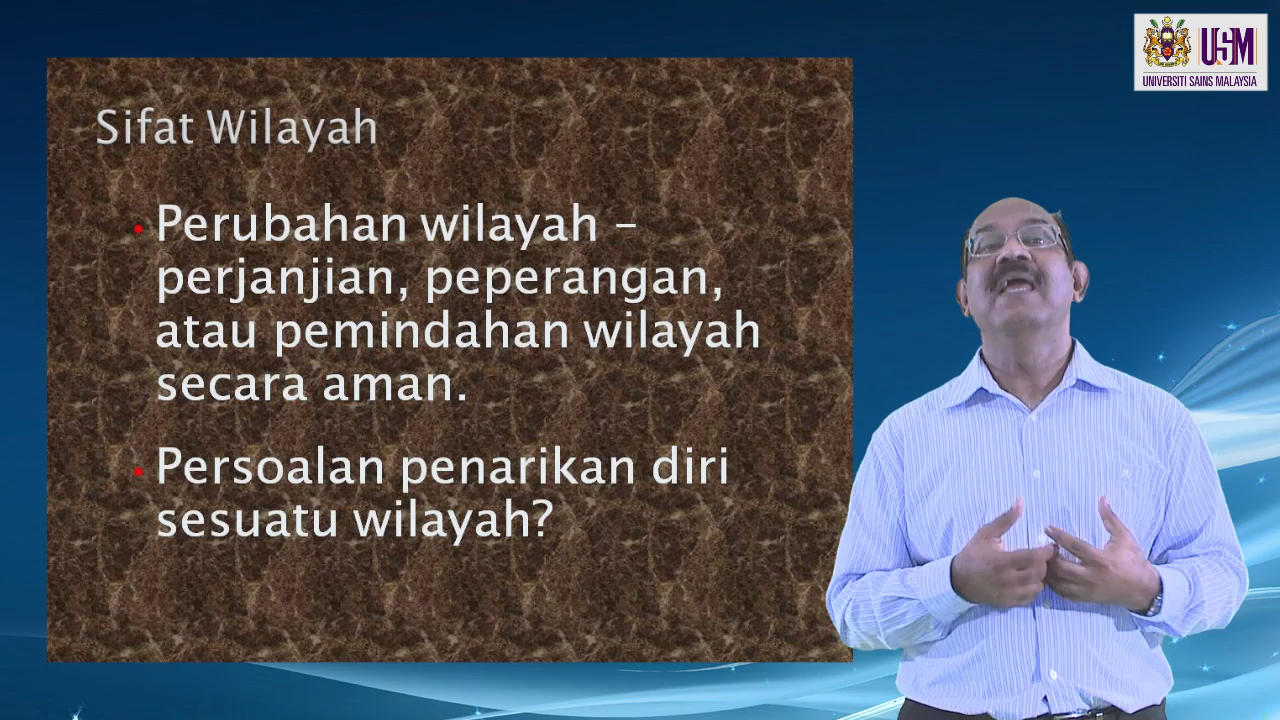 USM
UNIVERSITI SAINS MALAYSIA
Sifat Wilayah
• Perubahan wilayah –
perjanjian, peperangan,
atau pemindahan wilayah
secara aman.
• Persoalan penarikan diri
sesuatu wilayah?